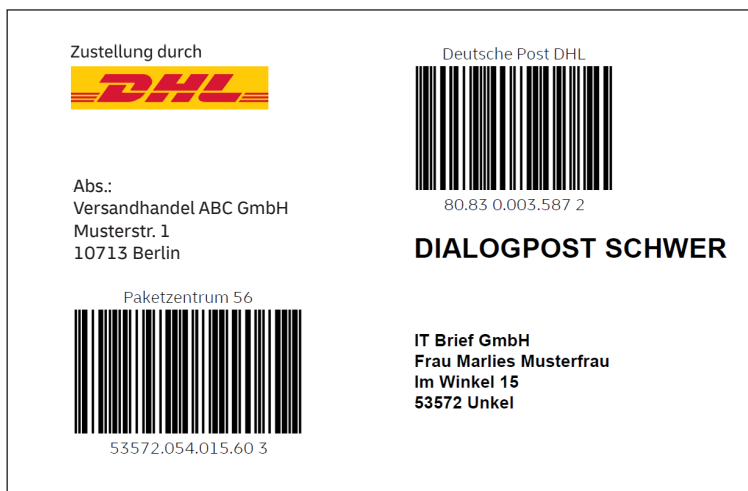 Zustellung durch
DHL
Abs.:
Versandhandel ABC GmbH
Musterstr. 1
10713 Berlin
Paketzentrum 56
53572.054.015.60 3
Deutsche Post DHL
80.83 0.003.587 2
DIALOGPOST SCHWER
IT Brief GmbH
Frau Marlies Musterfrau
Im Winkel 15
53572 Unkel